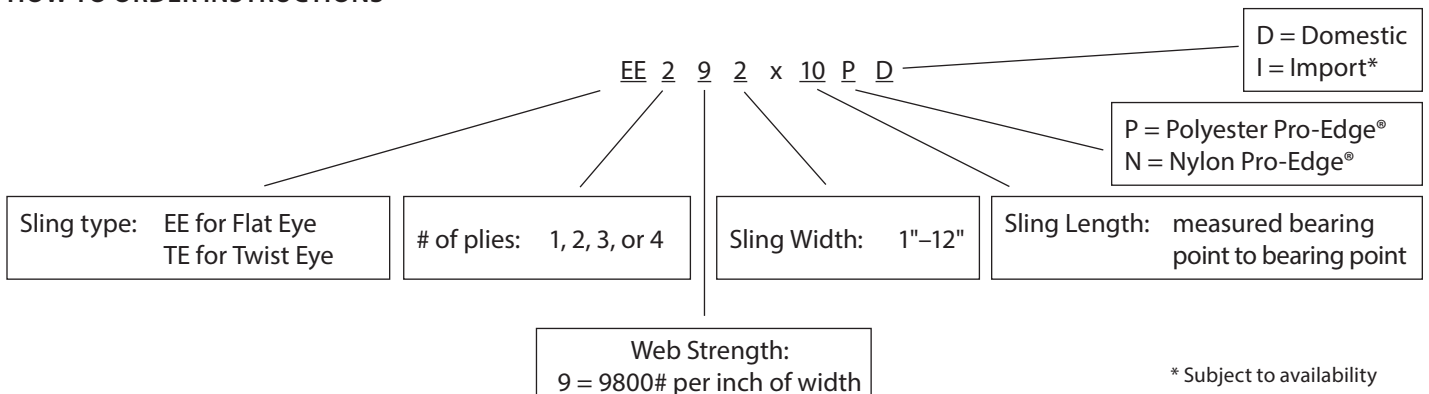 HOW TO ORDER INSTRUCTIONS
EE 2 9 2 x 10 P D
D = Domestic
I = Import*
P = Polyester Pro-Edge®
N = Nylon Pro-Edge®
Sling type: EE for Flat Eye
TE for Twist Eye
# of plies: 1, 2, 3, or 4
Sling Width: 1"–12"
Sling Length: measured bearing
point to bearing point
Web Strength:
9 = 9800# per inch of width
* Subject to availability